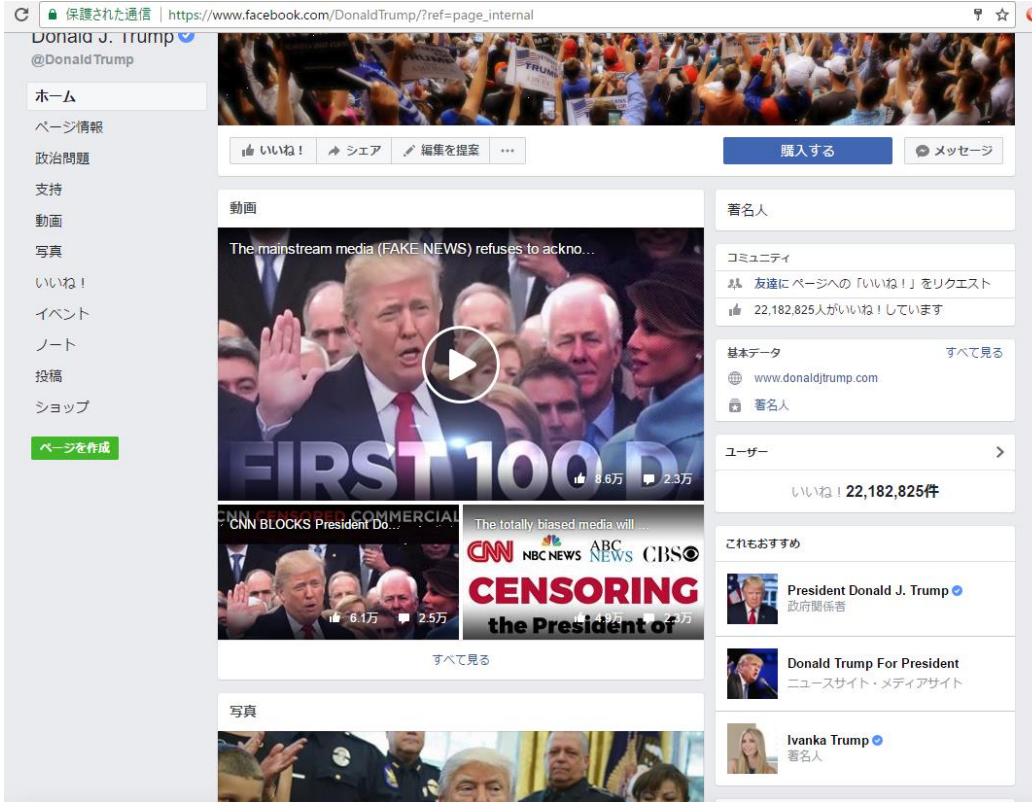 保護された通信 | https://www.facebook.com/DonaldTrump/?ref=page_internal
Donald J. Trump
@DonaldTrump
ホーム
ページ情報
政治問題
支持
動画
写真
いいね！
イベント
ノート
投稿
ショップ
ページを作成
TRUMP
TRUMP
いいね！
シェア
編集を提案
購入する
メッセージ
動画
The mainstream media (FAKE NEWS) refuses to ackno...
FIRST 100 D
8.6万
2.3万
CNN CENSORED COMMERCIAL
CNN BLOCKS President Do...
6.1万
2.5万
The totally biased media will ...
CNN NBC NEWS ABC NEWS CBS
CENSORING
the President of
4.9万
2.3万
すべて見る
写真
著名人
コミュニティ
友達に ページへの「いいね！」をリクエスト
22,182,825人がいいね！しています
基本データ
すべて見る
www.donaldjtrump.com
著名人
ユーザー
いいね！22,182,825件
これもおすすめ
President Donald J. Trump
政府関係者
Donald Trump For President
ニュースサイト・メディアサイト
Ivanka Trump
著名人